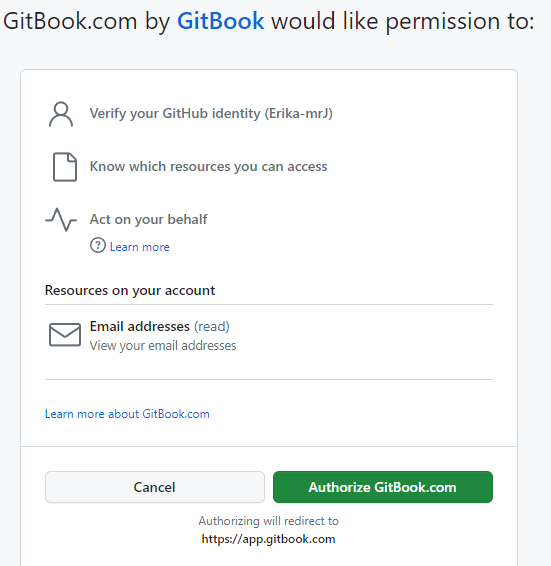 GitBook.com by GitBook would like permission to:
Verify your GitHub identity (Erika-mrJ)
Know which resources you can access
Act on your behalf
? Learn more
Resources on your account
Email addresses (read)
View your email addresses
Learn more about GitBook.com
Cancel
Authorize GitBook.com
Authorizing will redirect to
https://app.gitbook.com